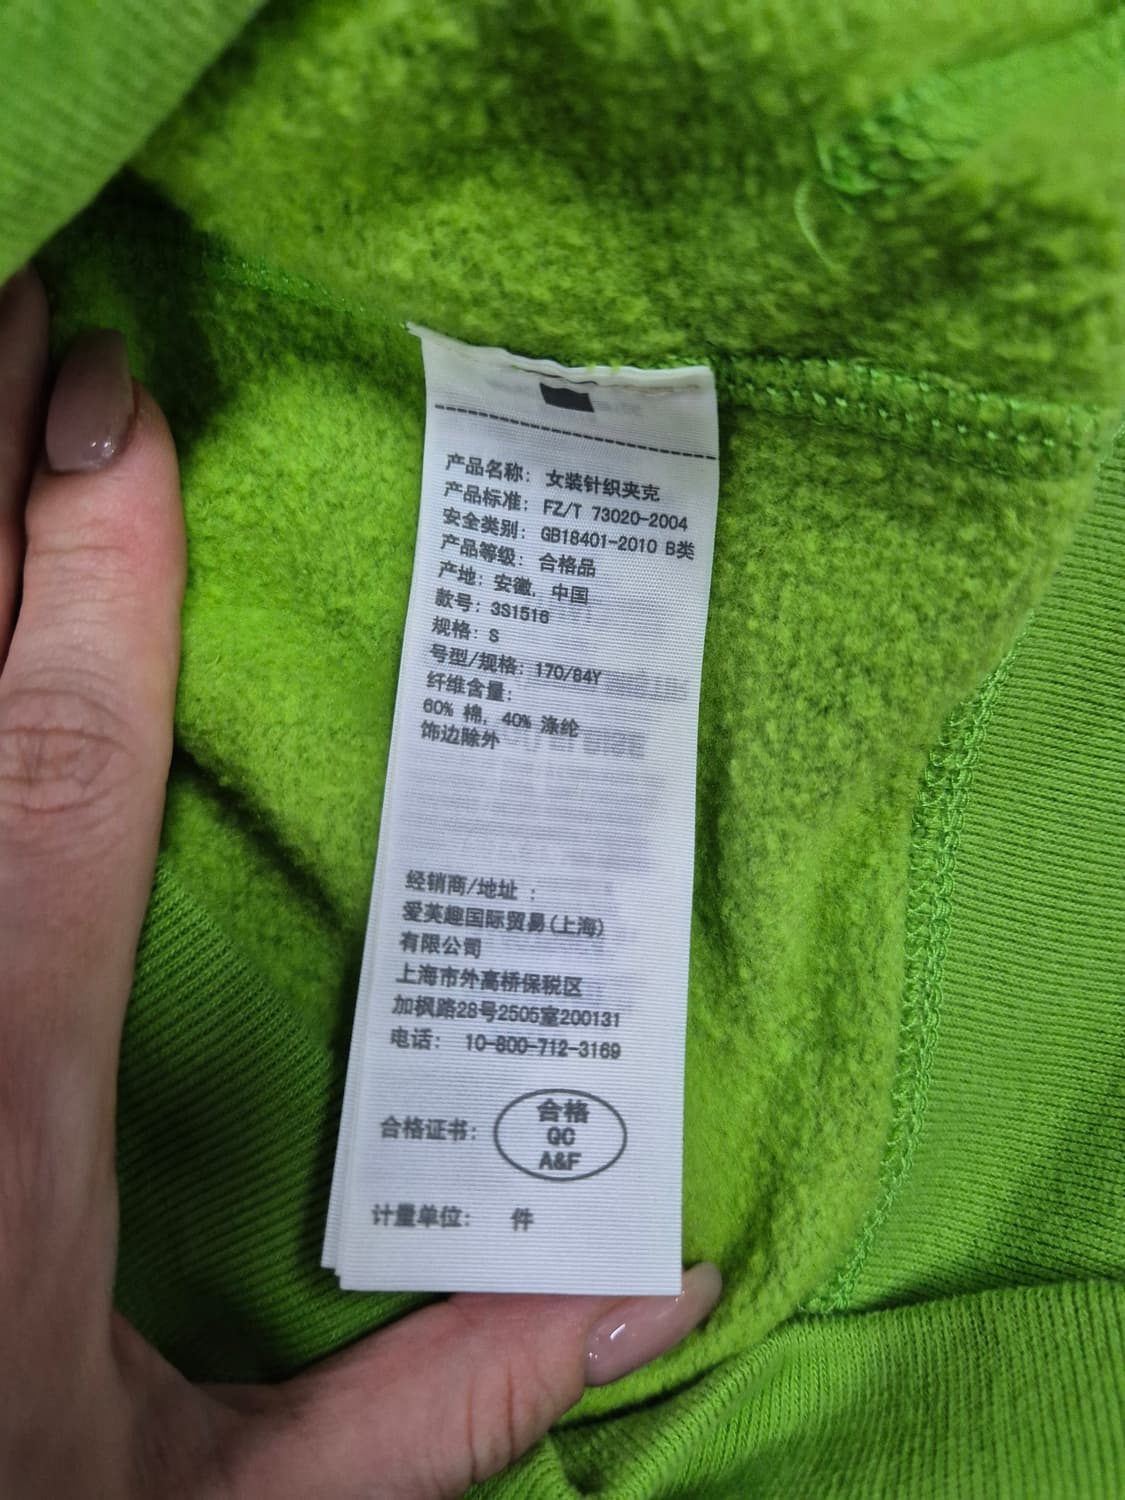 产品名称： 女装针织夹克
产品标准： FZ/T 73020-2004
安全类别： GB18401-2010 B类
产品等级： 合格品
产地：安徽，中国
款号：3S1516
规格：S
号型/规格：170/84Y
纤维含量：
60% 棉，40% 涤纶
饰边除外
经销商/地址 ：
爱芙趣国际贸易(上海)
有限公司
上海市外高桥保税区
加枫路28号2505室200131
电话： 10-800-712-3169
合格证书：
合格
QC
A&F
计量单位： 件